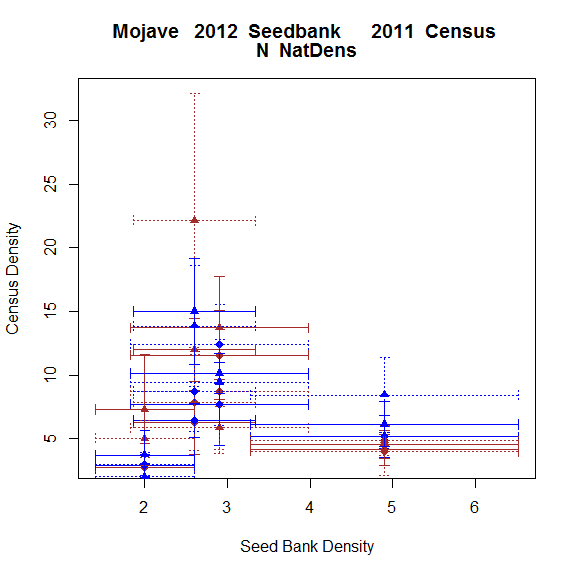 Mojave 2012 Seedbank 2011 Census
N NatDens
Census Density
30
25
20
15
10
5
2 3 4 5 6
Seed Bank Density